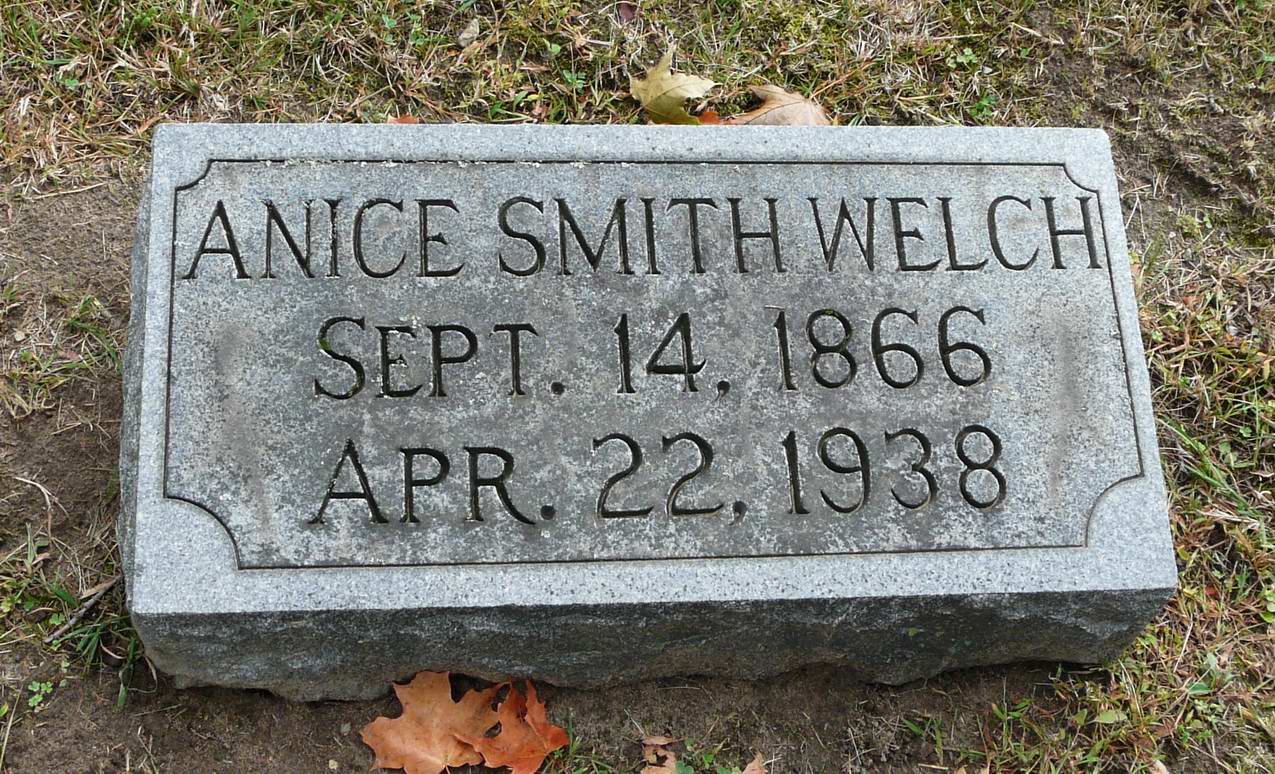 ANICE SMITH WELCH
SEPT. 14, 1866
APR. 22, 1938